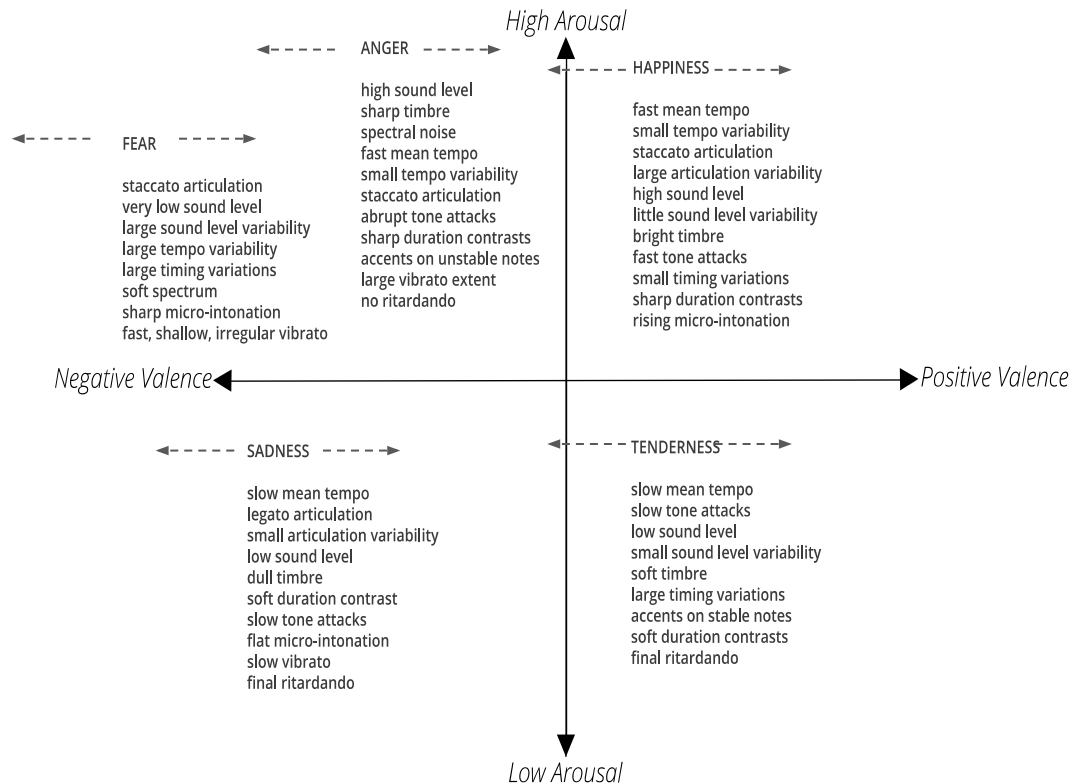 High Arousal
ANGER
high sound level
sharp timbre
spectral noise
fast mean tempo
small tempo variability
staccato articulation
abrupt tone attacks
sharp duration contrasts
accents on unstable notes
large vibrato extent
no ritardando
HAPPINESS
fast mean tempo
small tempo variability
staccato articulation
large articulation variability
high sound level
little sound level variability
bright timbre
fast tone attacks
small timing variations
sharp duration contrasts
rising micro-intonation
FEAR
staccato articulation
very low sound level
large sound level variability
large tempo variability
large timing variations
soft spectrum
sharp micro-intonation
fast, shallow, irregular vibrato
Negative Valence
Positive Valence
SADNESS
slow mean tempo
legato articulation
small articulation variability
low sound level
dull timbre
soft duration contrast
slow tone attacks
flat micro-intonation
slow vibrato
final ritardando
TENDERNESS
slow mean tempo
slow tone attacks
low sound level
small sound level variability
soft timbre
large timing variations
accents on stable notes
soft duration contrasts
final ritardando
Low Arousal